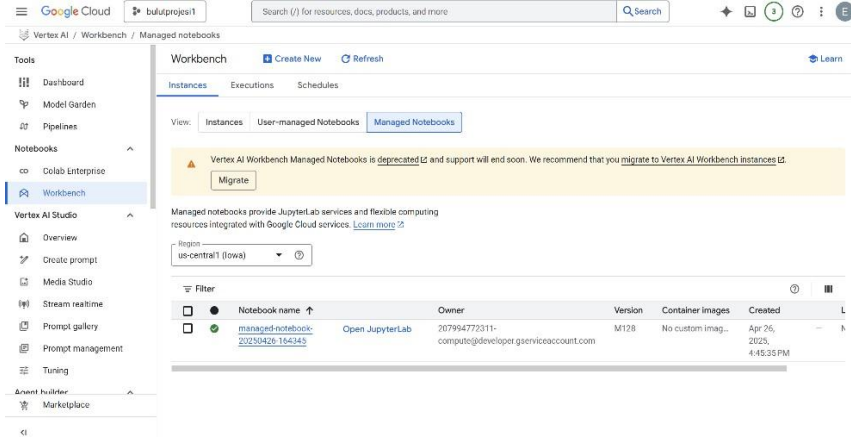 Google Cloud
bulutprojesi1
Search (/) for resources, docs, products, and more
Search
3
E
Vertex AI / Workbench / Managed notebooks
Tools
Dashboard
Model Garden
Pipelines
Notebooks
Colab Enterprise
Workbench
Vertex AI Studio
Overview
Create prompt
Media Studio
Stream realtime
Prompt gallery
Prompt management
Tuning
Agent builder
Marketplace
Workbench
Create New
Refresh
Learn
Instances Executions Schedules
View: Instances User-managed Notebooks Managed Notebooks
Vertex AI Workbench Managed Notebooks is deprecated and support will end soon. We recommend that you migrate to Vertex AI Workbench instances.
Migrate
Managed notebooks provide JupyterLab services and flexible computing
resources integrated with Google Cloud services. Learn more
Region
us-central1 (Iowa)
Filter
Notebook name Owner Version Container images Created L
managed-notebook- Open JupyterLab 207994772311- M128 No custom imag... Apr 26, —
20250426-164345 compute@developer.gserviceaccount.com 2025,
4:45:35 PM